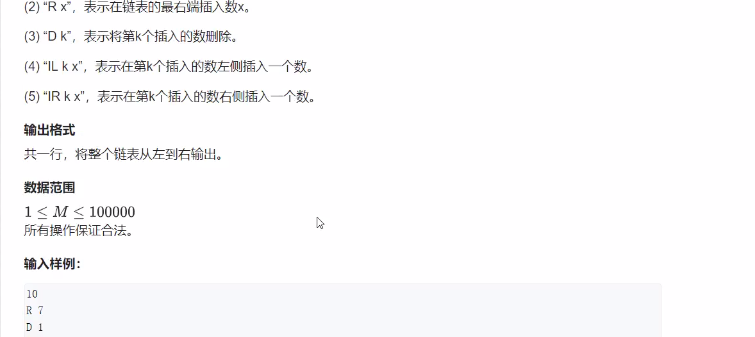 (2) “R x”，表示在链表的最右端插入数x。
(3) “D k”，表示将第k个插入的数删除。
(4) “IL k x”，表示在第k个插入的数左侧插入一个数。
(5) “IR k x”，表示在第k个插入的数右侧插入一个数。
输出格式
共一行，将整个链表从左到右输出。
数据范围
1 ≤ M ≤ 100000
所有操作保证合法。
输入样例：
10
R 7
D 1